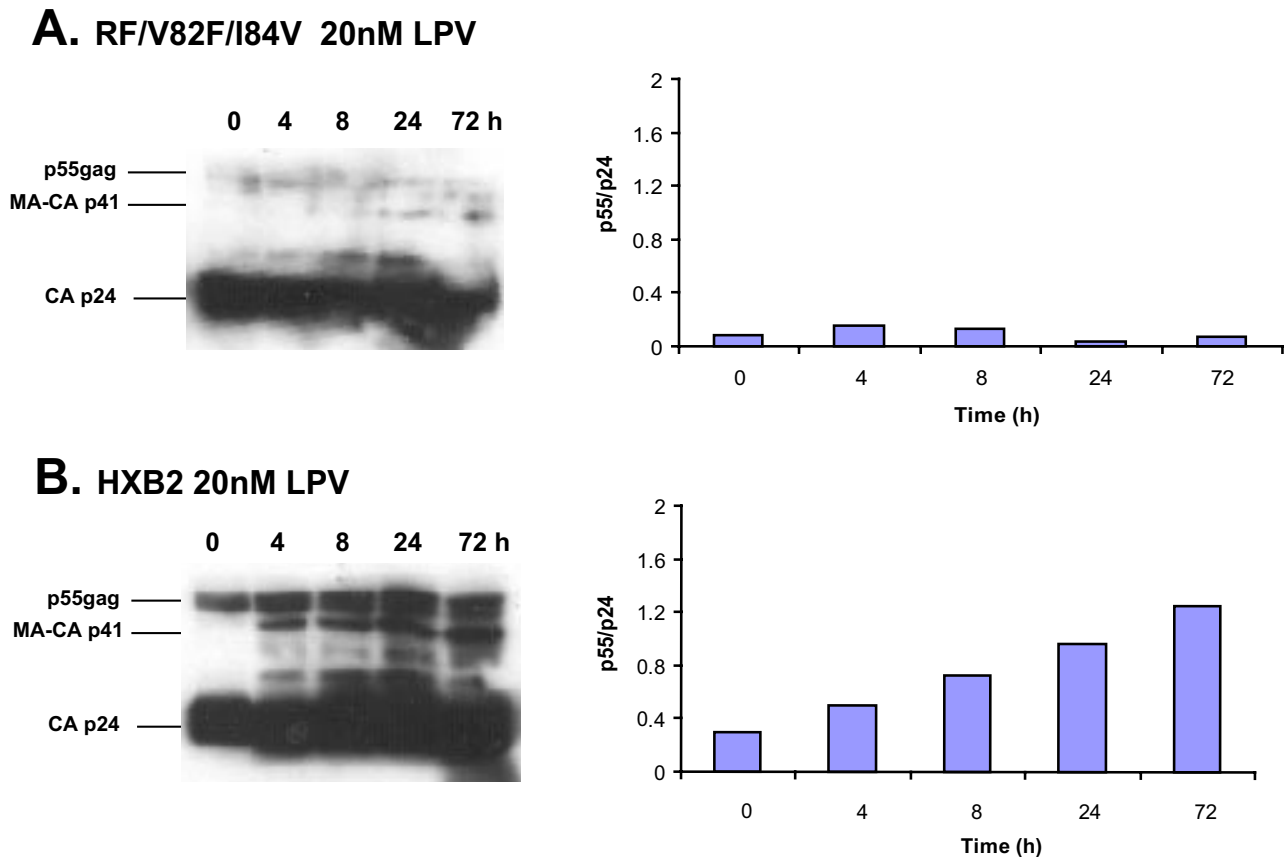 A. RF/V82F/I84V 20nM LPV
0 4 8 24 72 h
p55gag
MA-CA p41
CA p24
2
1.6
1.2
0.8
0.4
0
p55/p24
0 4 8 24 72
Time (h)
B. HXB2 20nM LPV
0 4 8 24 72 h
p55gag
MA-CA p41
CA p24
2
1.6
1.2
0.8
0.4
0
p55/p24
0 4 8 24 72
Time (h)